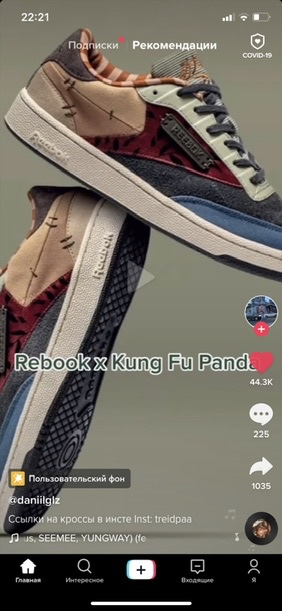 22:21
Подписки
Рекомендации
COVID-19
Reebok
REEBOK
Reebok
Rebook x Kung Fu Panda
44.3K
225
1035
Пользовательский фон
@daniilglz
Ссылки на кроссы в инсте Inst: treidpaa
us, SEEMEE, YUNGWAY) (fe
Главная
Интересное
Входящие
Я